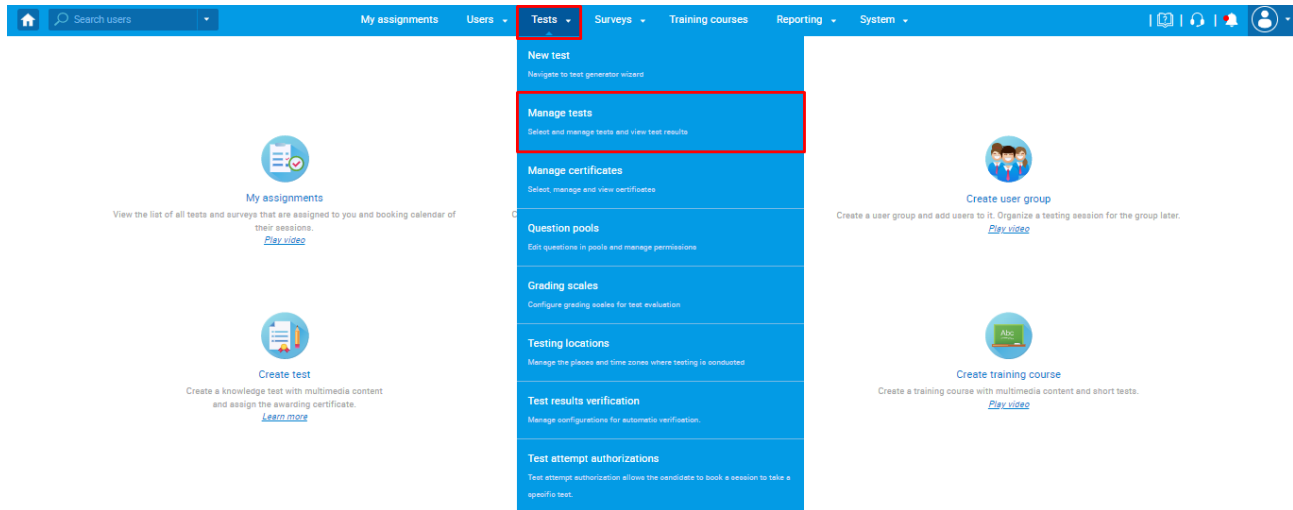 Search users
My assignments
Users
Tests
Surveys
Training courses
Reporting
System
New test
Navigate to test generator wizard
Manage tests
Select and manage tests and view test results
Manage certificates
Select, manage and view certificates
Question pools
Edit questions in pools and manage permissions
Grading scales
Configure grading scales for test evaluation
Testing locations
Manage the places and time zones where testing is conducted
Test results verification
Manage configurations for automatic verification.
Test attempt authorizations
Test attempt authorization allows the candidate to book a session to take a
specific test.
My assignments
View the list of all tests and surveys that are assigned to you and booking calendar of
their sessions.
Play video
Create test
Create a knowledge test with multimedia content
and assign the awarding certificate.
Learn more
C
Create user group
Create a user group and add users to it. Organize a testing session for the group later.
Play video
Abc
Create training course
Create a training course with multimedia content and short tests.
Play video